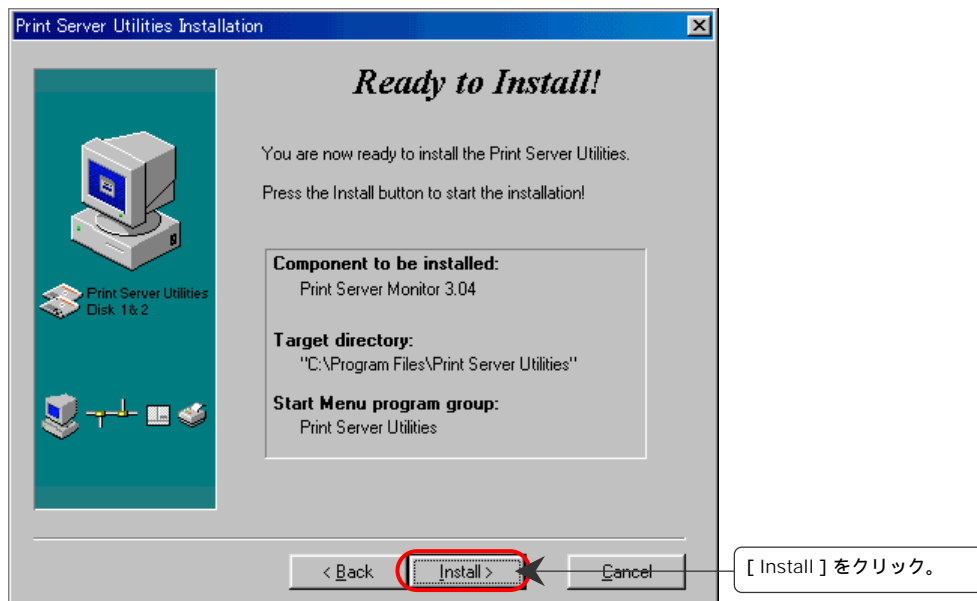 Print Server Utilities Installation
Ready to Install!
You are now ready to install the Print Server Utilities.
Press the Install button to start the installation!
Print Server Utilities
Disk 1& 2
Component to be installed:
Print Server Monitor 3.04
Target directory:
"C:\Program Files\Print Server Utilities"
Start Menu program group:
Print Server Utilities
< Back
Install >
Cancel
[ Install ] をクリック。